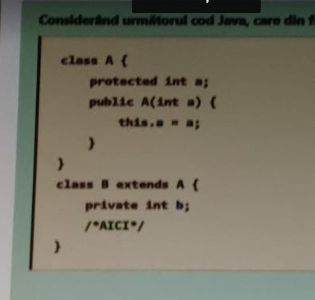 Considerând următorul cod Java, care din
class A {
protected int a;
public A(int a) {
this.a = a;
}
}
class B extends A {
private int b;
/*AICI*/
}